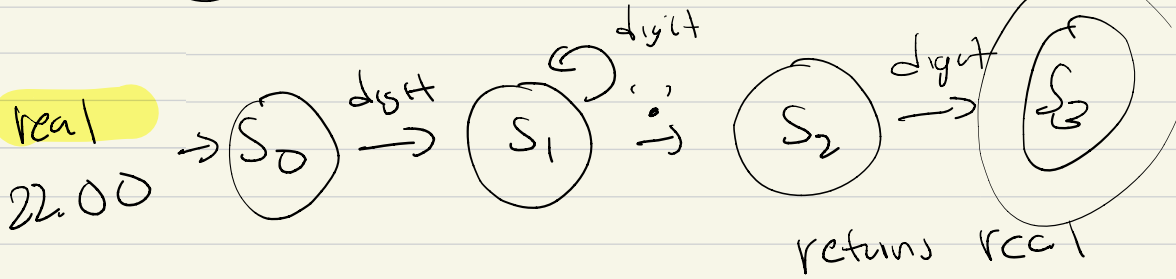 real
22.00
S0
digit
S1
digit
'.'
S2
digit
S3
returns real